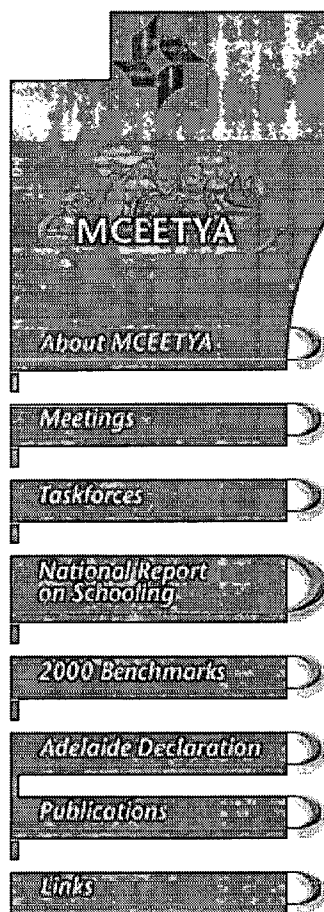 MCEETYA
About MCEETYA
Meetings
Taskforces
National Report
on Schooling
2000 Benchmarks
Adelaide Declaration
Publications
Links